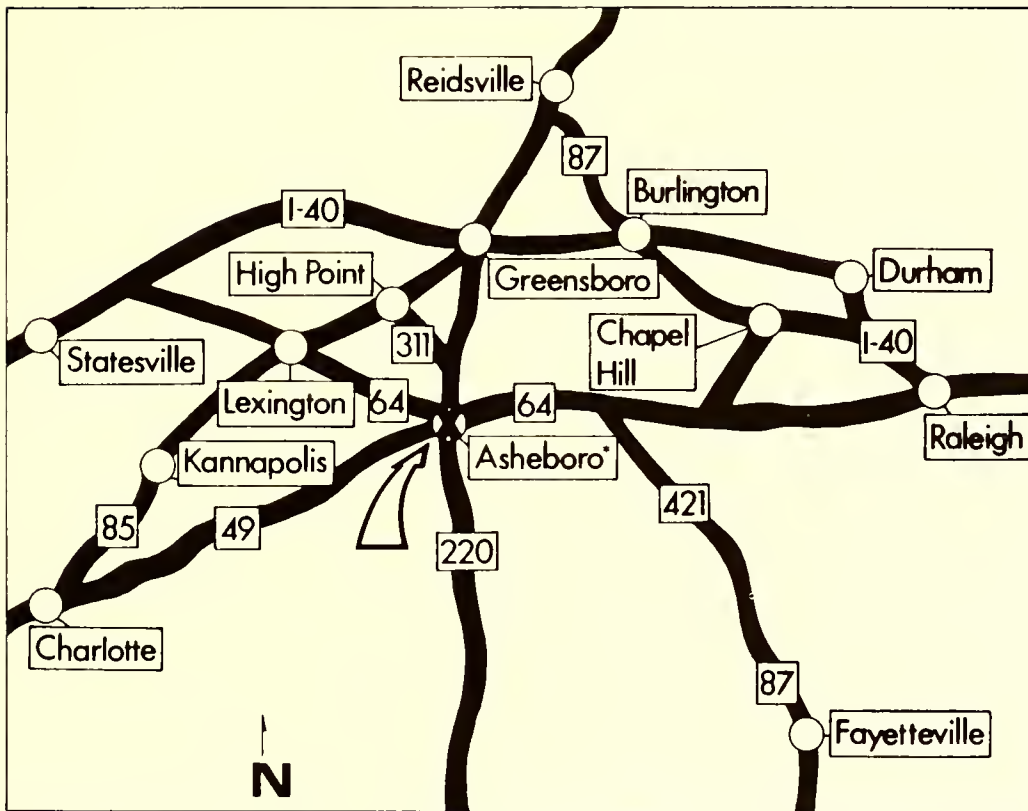 Reidsville
87
Burlington
I-40
High Point
Greensboro
Durham
311
Chapel
Hill
I-40
Statesville
Lexington
64
64
Raleigh
Kannapolis
Asheboro*
85
49
421
220
Charlotte
87
Fayetteville
N